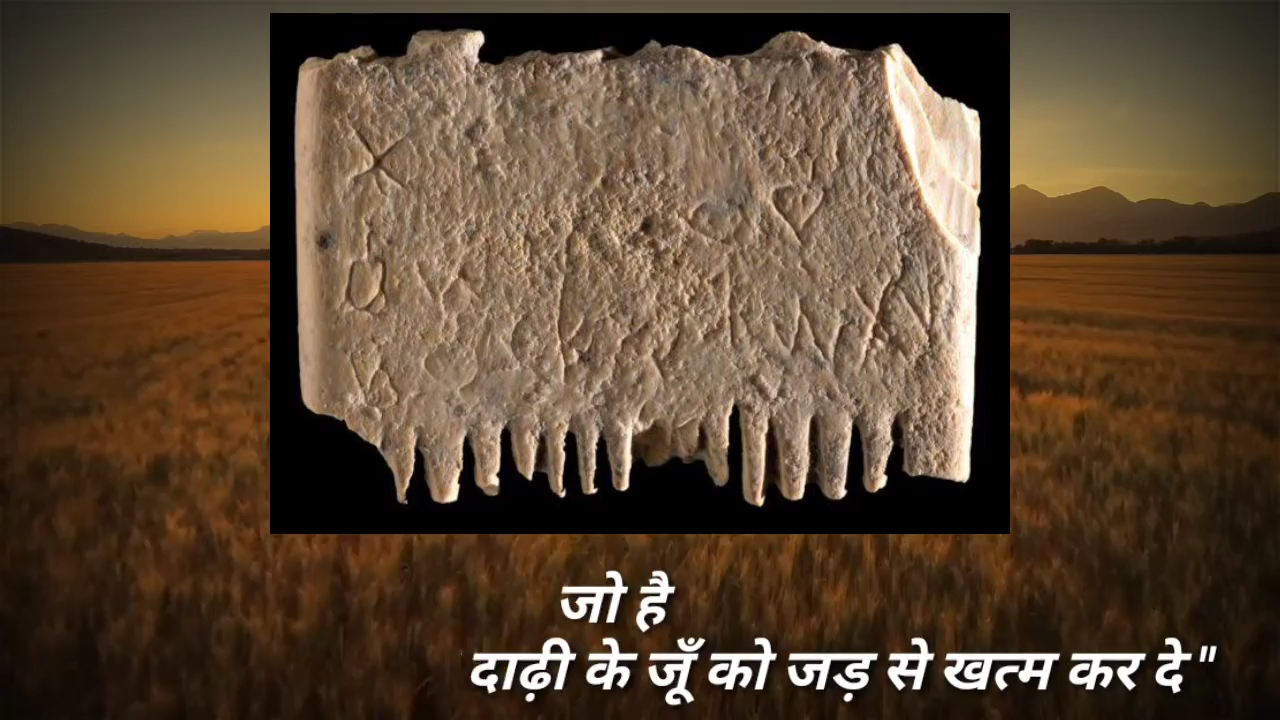 जो है
दाढ़ी के जूँ को जड़ से खत्म कर दे"